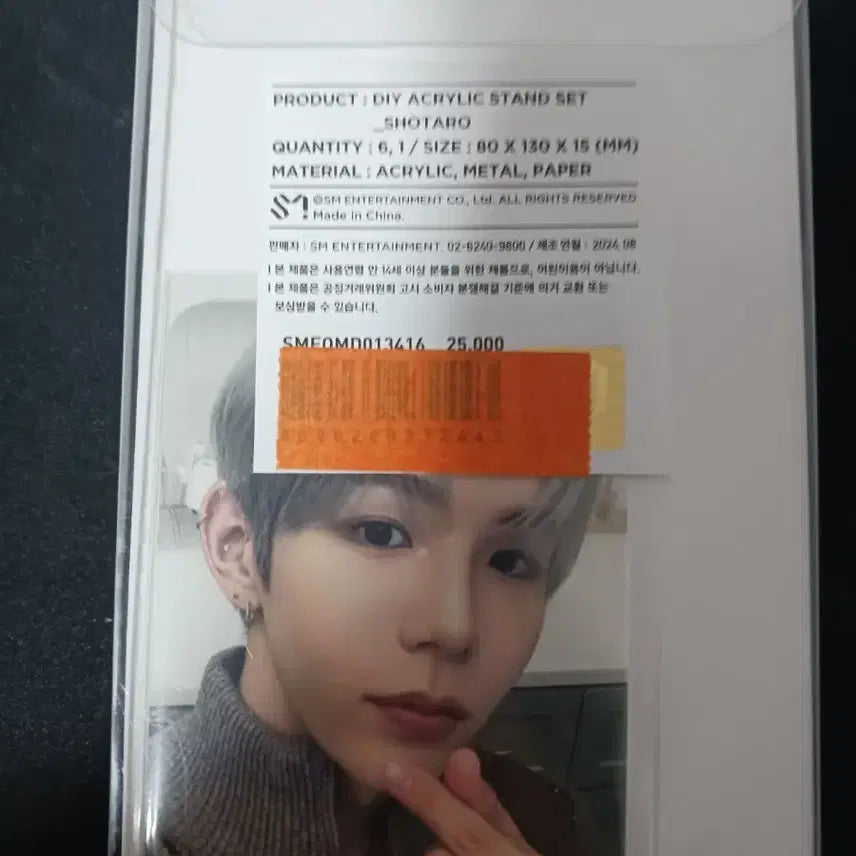 PRODUCT : DIY ACRYLIC STAND SET
_SHOTARO
QUANTITY : 6, 1 / SIZE : 80 X 130 X 15 (MM)
MATERIAL : ACRYLIC, METAL, PAPER
SM ©SM ENTERTAINMENT CO., Ltd. ALL RIGHTS RESERVED
Made in China.
판매자 : SM ENTERTAINMENT. 02-6240-9800 / 제조 연월 : 2024. 08
l 본 제품은 사용연령 만 14세 이상 분들을 위한 제품으로, 어린이용이 아닙니다.
l 본 제품은 공정거래위원회 고시 소비자 분쟁해결 기준에 의거 교환 또는
보상받을 수 있습니다.
SMEOMD013416 25,000